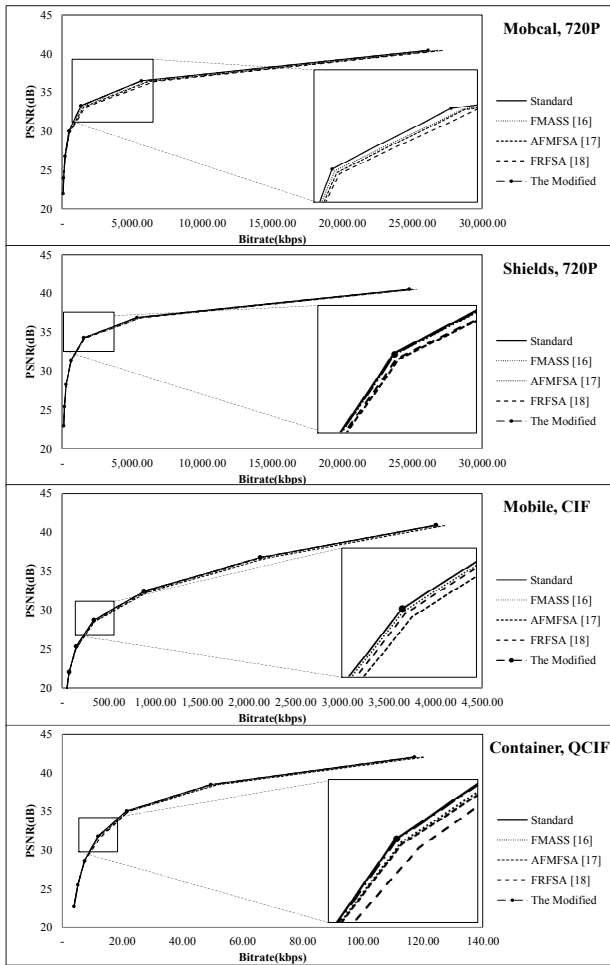 Mobcal, 720P
PSNR(dB)
45
40
35
30
25
20
-
5,000.00
10,000.00
15,000.00
20,000.00
25,000.00
30,000.00
Bitrate(kbps)
Standard
FMASS [16]
AFMFSA [17]
FRFSA [18]
The Modified
Shields, 720P
PSNR(dB)
45
40
35
30
25
20
-
5,000.00
10,000.00
15,000.00
20,000.00
25,000.00
30,000.00
Bitrate(kbps)
Standard
FMASS [16]
AFMFSA [17]
FRFSA [18]
The Modified
Mobile, CIF
PSNR(dB)
45
40
35
30
25
20
-
500.00
1,000.00
1,500.00
2,000.00
2,500.00
3,000.00
3,500.00
4,000.00
4,500.00
Bitrate(kbps)
Standard
FMASS [16]
AFMFSA [17]
FRFSA [18]
The Modified
Container, QCIF
PSNR(dB)
45
40
35
30
25
20
-
20.00
40.00
60.00
80.00
100.00
120.00
140.00
Bitrate(kbps)
Standard
FMASS [16]
AFMFSA [17]
FRFSA [18]
The Modified